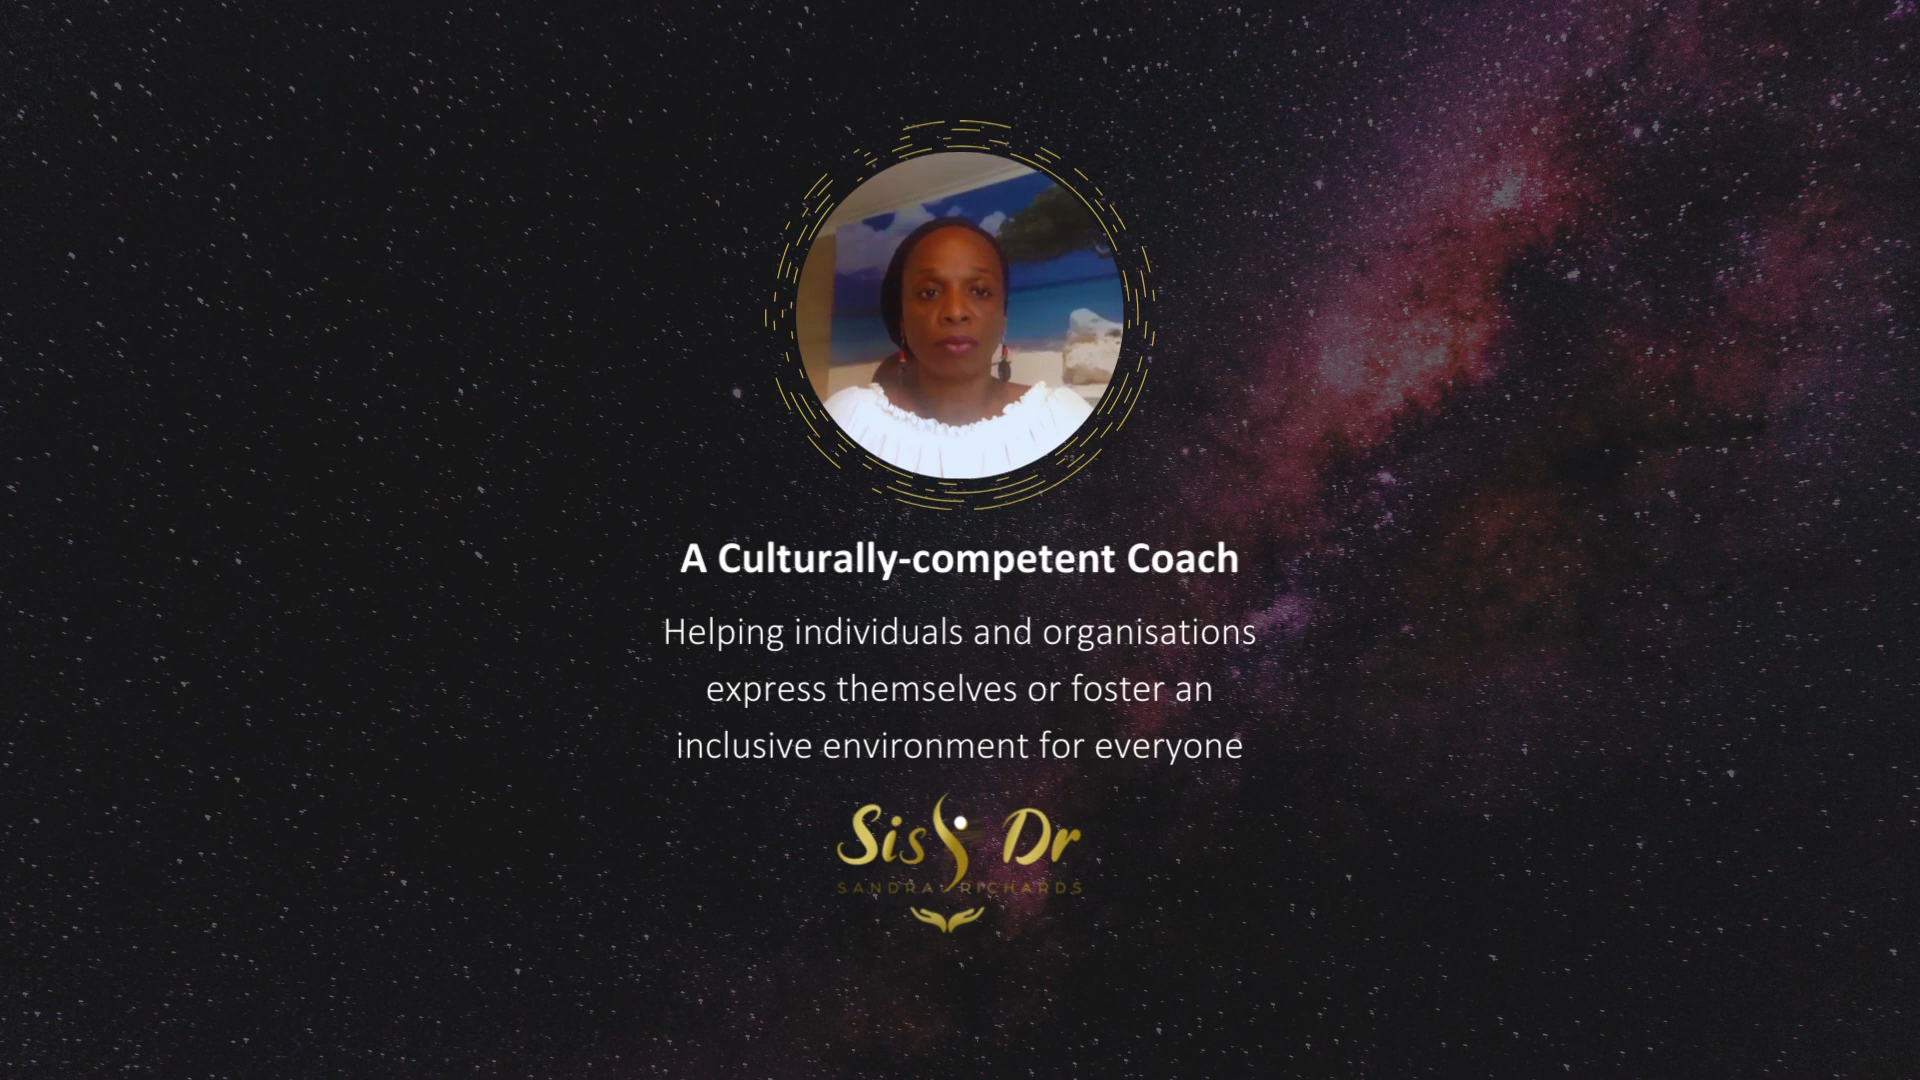 A Culturally-competent Coach
Helping individuals and organisations
express themselves or foster an
inclusive environment for everyone
Sis Dr
SANDRA RICHARDS